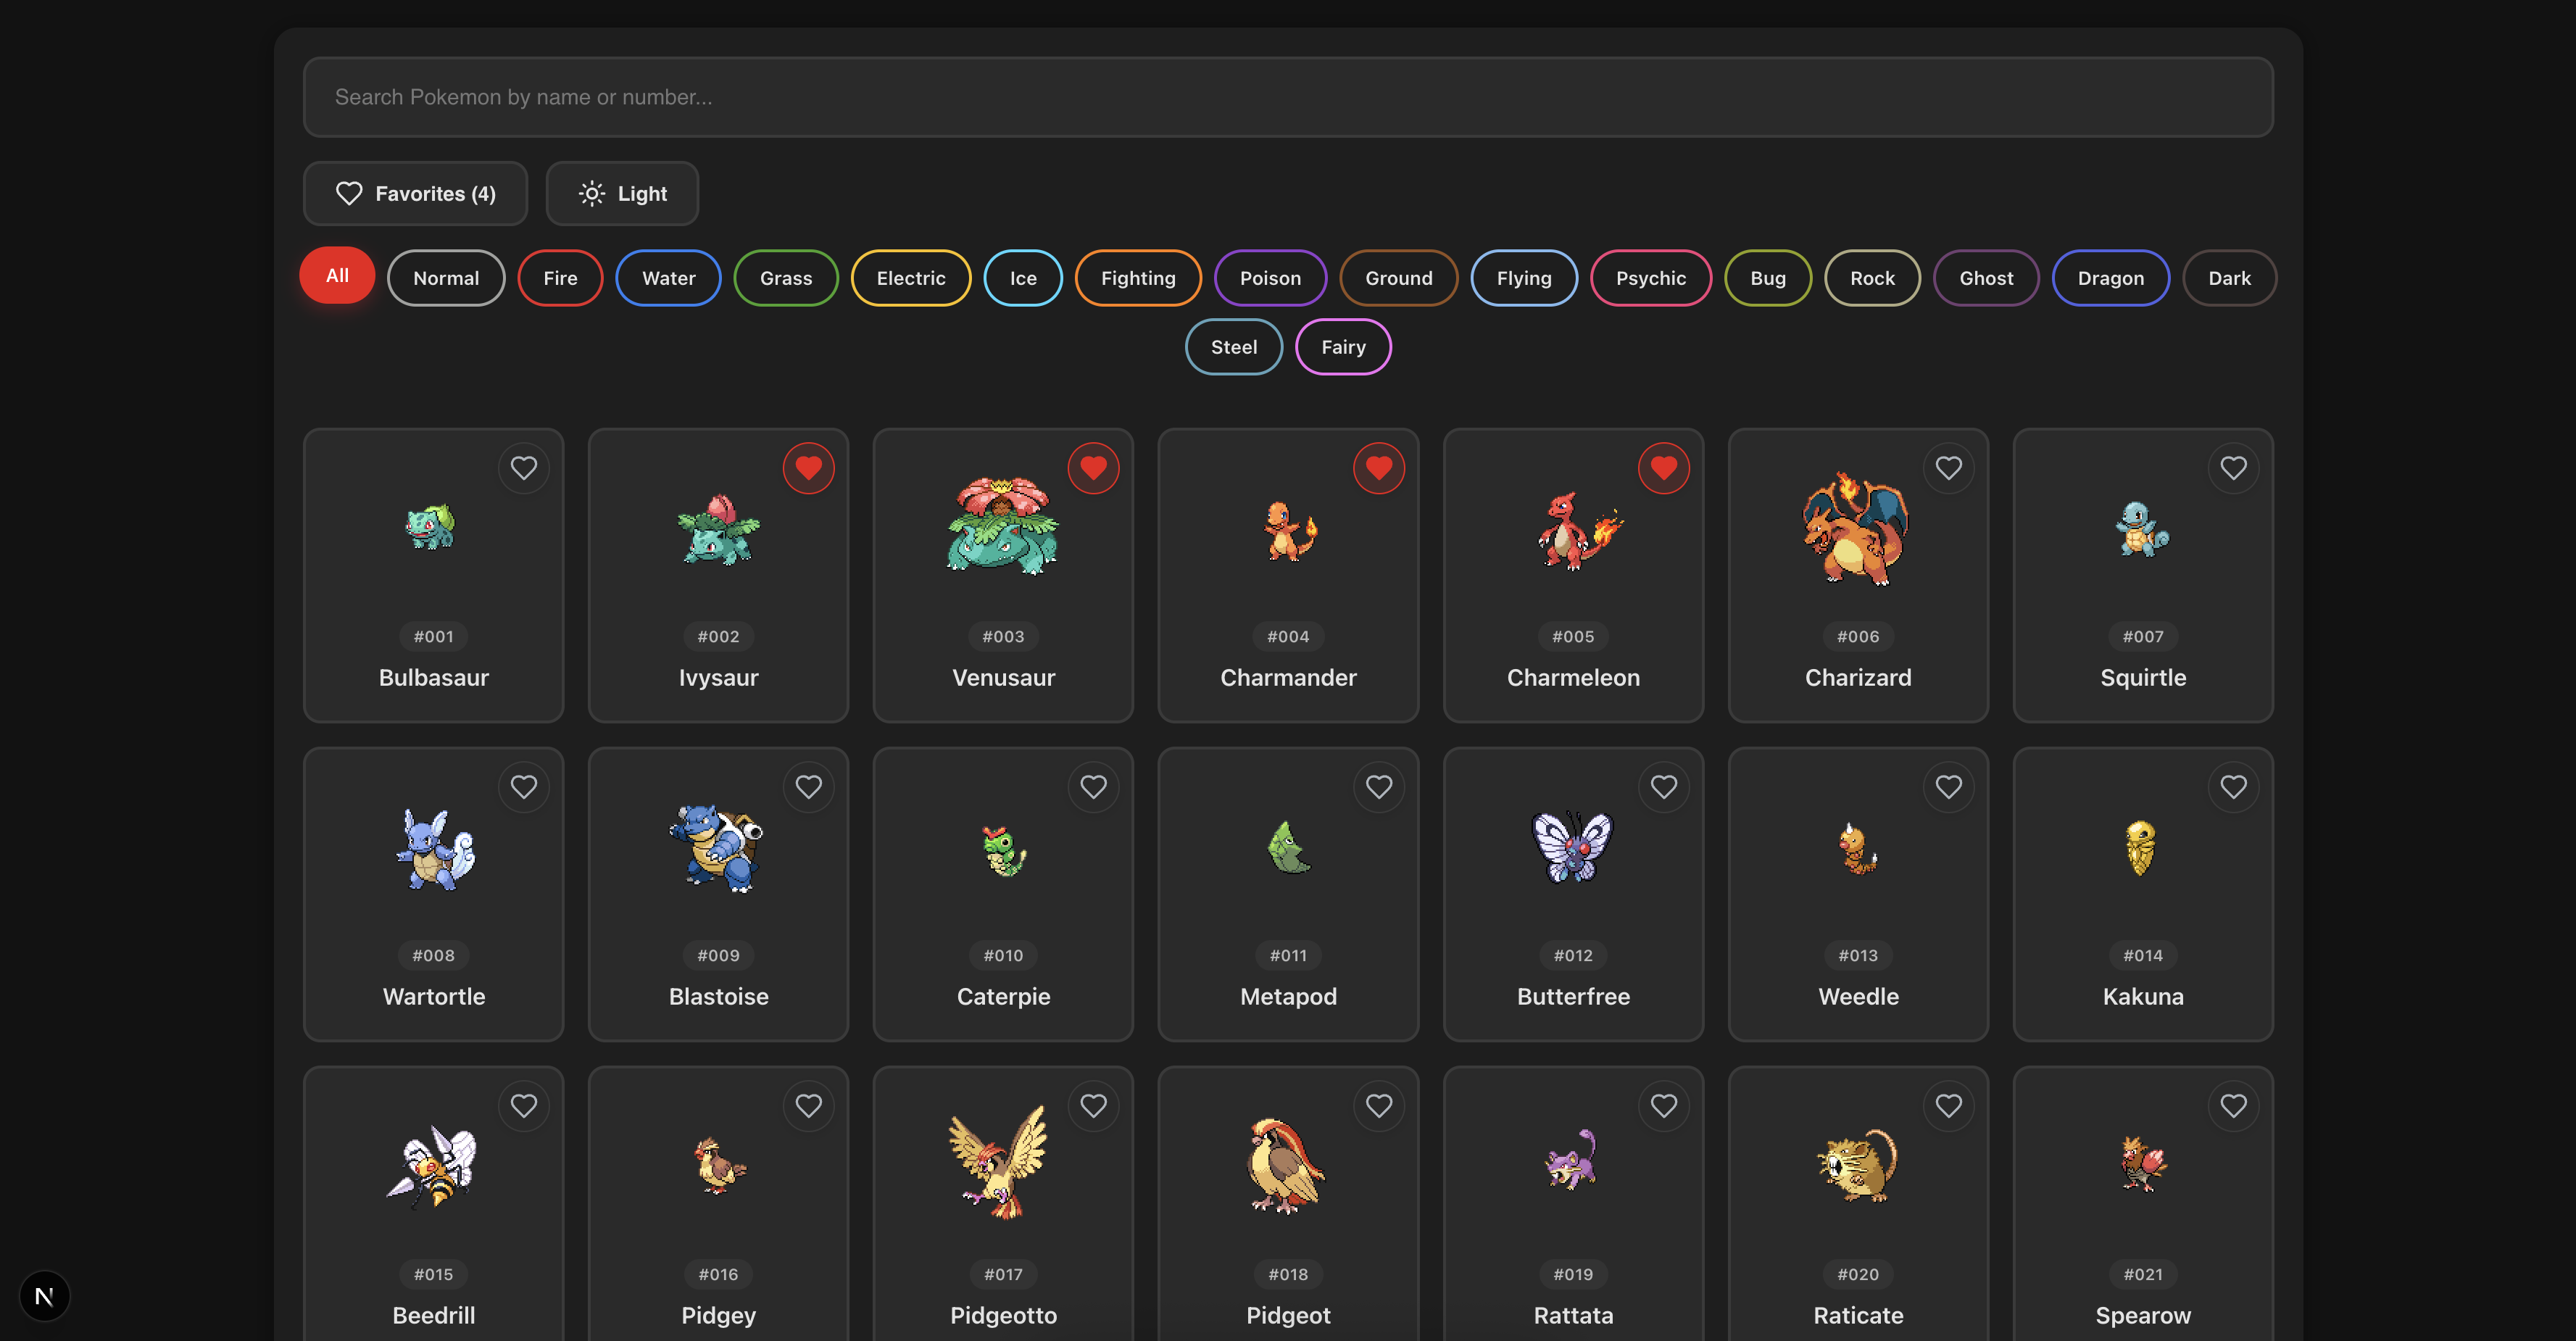 Search Pokemon by name or number...
Favorites (4) Light
All Normal Fire Water Grass Electric Ice Fighting Poison Ground Flying Psychic Bug Rock Ghost Dragon Dark
Steel Fairy
#001 #002 #003 #004 #005 #006 #007
Bulbasaur Ivysaur Venusaur Charmander Charmeleon Charizard Squirtle
#008 #009 #010 #011 #012 #013 #014
Wartortle Blastoise Caterpie Metapod Butterfree Weedle Kakuna
#015 #016 #017 #018 #019 #020 #021
Beedrill Pidgey Pidgeotto Pidgeot Rattata Raticate Spearow
N